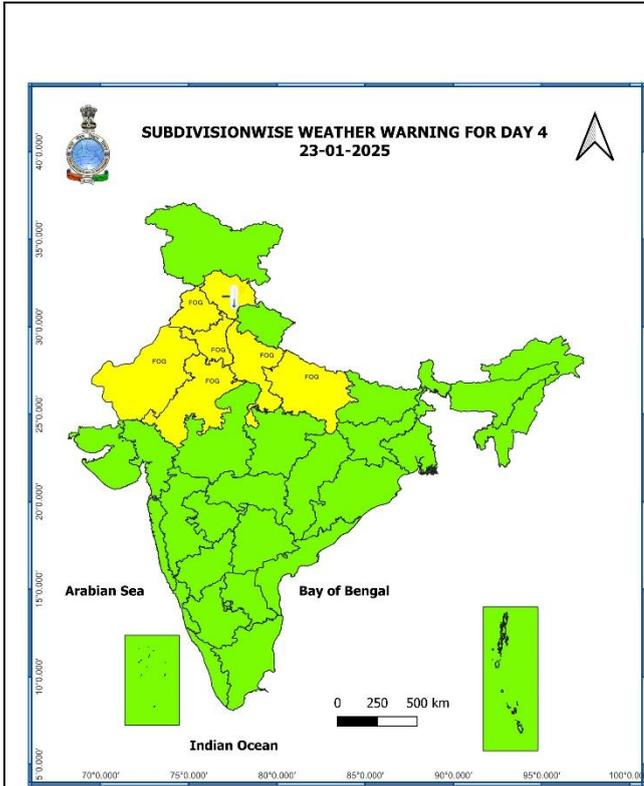 SUBDIVISIONWISE WEATHER WARNING FOR DAY 4
23-01-2025
40°0.000'
35°0.000'
30°0.000'
25°0.000'
20°0.000'
15°0.000'
10°0.000'
5°0.000'
FOG
FOG
FOG
FOG
FOG
FOG
Arabian Sea
Bay of Bengal
0 250 500 km
Indian Ocean
70°0.000' 75°0.000' 80°0.000' 85°0.000' 90°0.000' 95°0.000' 100°0.00